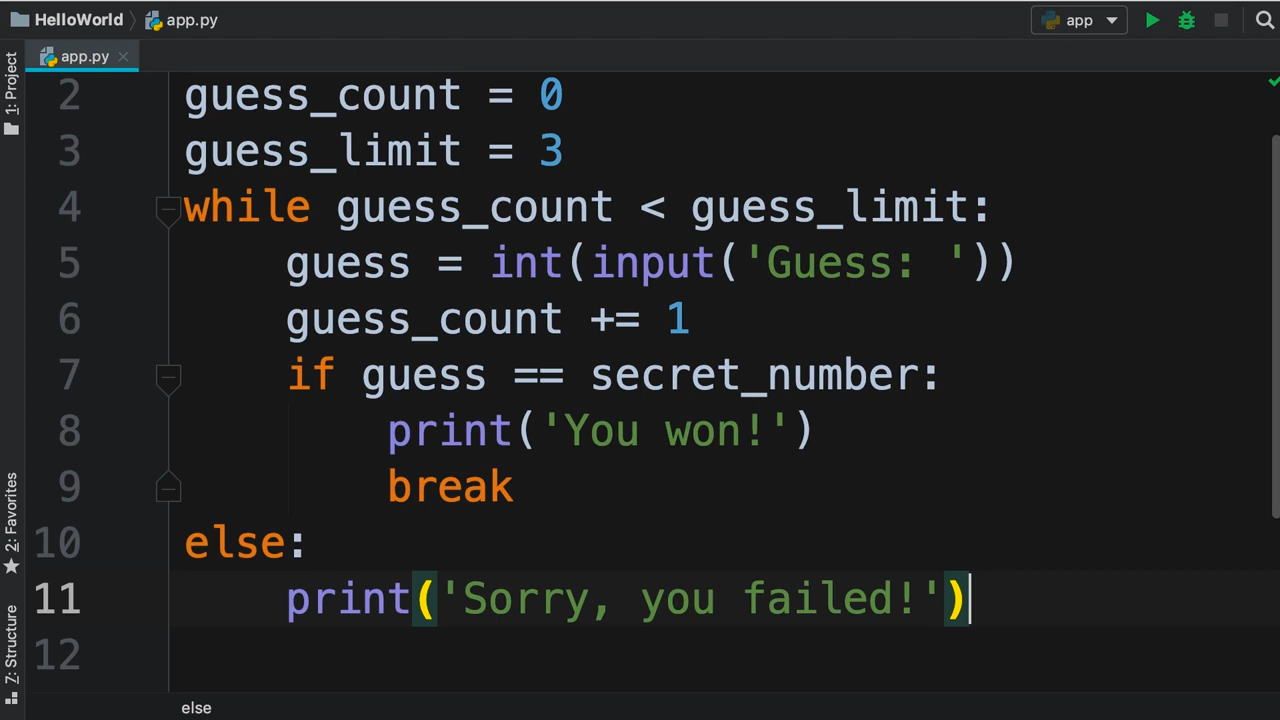 HelloWorld app.py app
app.py
1: Project
2 guess_count = 0
3 guess_limit = 3
4 while guess_count < guess_limit:
5 guess = int(input('Guess: '))
6 guess_count += 1
7 if guess == secret_number:
8 print('You won!')
9 break
10 else:
11 print('Sorry, you failed!')
12
2: Favorites
Z: Structure
else